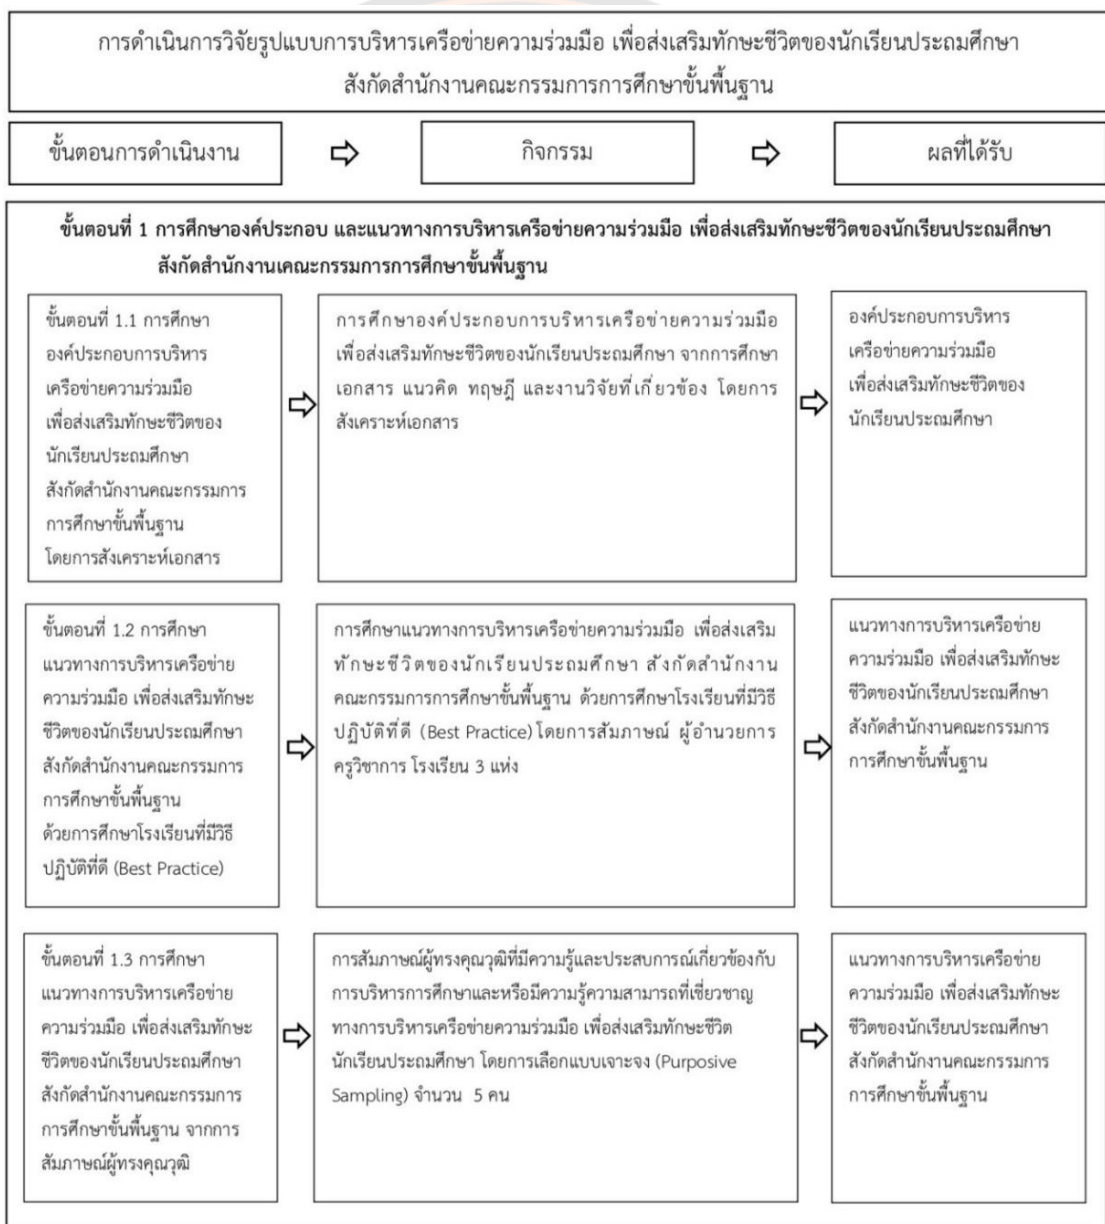 การดำเนินการวิจัยรูปแบบการบริหารเครือข่ายความร่วมมือ เพื่อส่งเสริมทักษะชีวิตของนักเรียนประถมศึกษา
สังกัดสำนักงานคณะกรรมการการศึกษาขั้นพื้นฐาน
ขั้นตอนการดำเนินงาน
กิจกรรม
ผลที่ได้รับ
ขั้นตอนที่ 1 การศึกษาองค์ประกอบ และแนวทางการบริหารเครือข่ายความร่วมมือ เพื่อส่งเสริมทักษะชีวิตของนักเรียนประถมศึกษา
สังกัดสำนักงานเคณะกรรมการการศึกษาขั้นพื้นฐาน
ขั้นตอนที่ 1.1 การศึกษา
องค์ประกอบการบริหาร
เครือข่ายความร่วมมือ
เพื่อส่งเสริมทักษะชีวิตของ
นักเรียนประถมศึกษา
สังกัดสำนักงานคณะกรรมการ
การศึกษาขั้นพื้นฐาน
โดยการสังเคราะห์เอกสาร
การศึกษาองค์ประกอบการบริหารเครือข่ายความร่วมมือ
เพื่อส่งเสริมทักษะชีวิตของนักเรียนประถมศึกษา จากการศึกษา
เอกสาร แนวคิด ทฤษฎี และงานวิจัยที่เกี่ยวข้อง โดยการ
สังเคราะห์เอกสาร
องค์ประกอบการบริหาร
เครือข่ายความร่วมมือ
เพื่อส่งเสริมทักษะชีวิตของ
นักเรียนประถมศึกษา
ขั้นตอนที่ 1.2 การศึกษา
แนวทางการบริหารเครือข่าย
ความร่วมมือ เพื่อส่งเสริมทักษะ
ชีวิตของนักเรียนประถมศึกษา
สังกัดสำนักงานคณะกรรมการ
การศึกษาขั้นพื้นฐาน
ด้วยการศึกษาโรงเรียนที่มีวิธี
ปฏิบัติที่ดี (Best Practice)
การศึกษาแนวทางการบริหารเครือข่ายความร่วมมือ เพื่อส่งเสริม
ทักษะชีวิตของนักเรียนประถมศึกษา สังกัดสำนักงาน
คณะกรรมการการศึกษาขั้นพื้นฐาน ด้วยการศึกษาโรงเรียนที่มีวิธี
ปฏิบัติที่ดี (Best Practice) โดยการสัมภาษณ์ ผู้อำนวยการ
ครูวิชาการ โรงเรียน 3 แห่ง
แนวทางการบริหารเครือข่าย
ความร่วมมือ เพื่อส่งเสริมทักษะ
ชีวิตของนักเรียนประถมศึกษา
สังกัดสำนักงานคณะกรรมการ
การศึกษาขั้นพื้นฐาน
ขั้นตอนที่ 1.3 การศึกษา
แนวทางการบริหารเครือข่าย
ความร่วมมือ เพื่อส่งเสริมทักษะ
ชีวิตของนักเรียนประถมศึกษา
สังกัดสำนักงานคณะกรรมการ
การศึกษาขั้นพื้นฐาน จากการ
สัมภาษณ์ผู้ทรงคุณวุฒิ
การสัมภาษณ์ผู้ทรงคุณวุฒิที่มีความรู้และประสบการณ์เกี่ยวข้องกับ
การบริหารการศึกษาและหรือมีความรู้ความสามารถที่เชี่ยวชาญ
ทางการบริหารเครือข่ายความร่วมมือ เพื่อส่งเสริมทักษะชีวิต
นักเรียนประถมศึกษา โดยการเลือกแบบเจาะจง (Purposive
Sampling) จำนวน 5 คน
แนวทางการบริหารเครือข่าย
ความร่วมมือ เพื่อส่งเสริมทักษะ
ชีวิตของนักเรียนประถมศึกษา
สังกัดสำนักงานคณะกรรมการ
การศึกษาขั้นพื้นฐาน